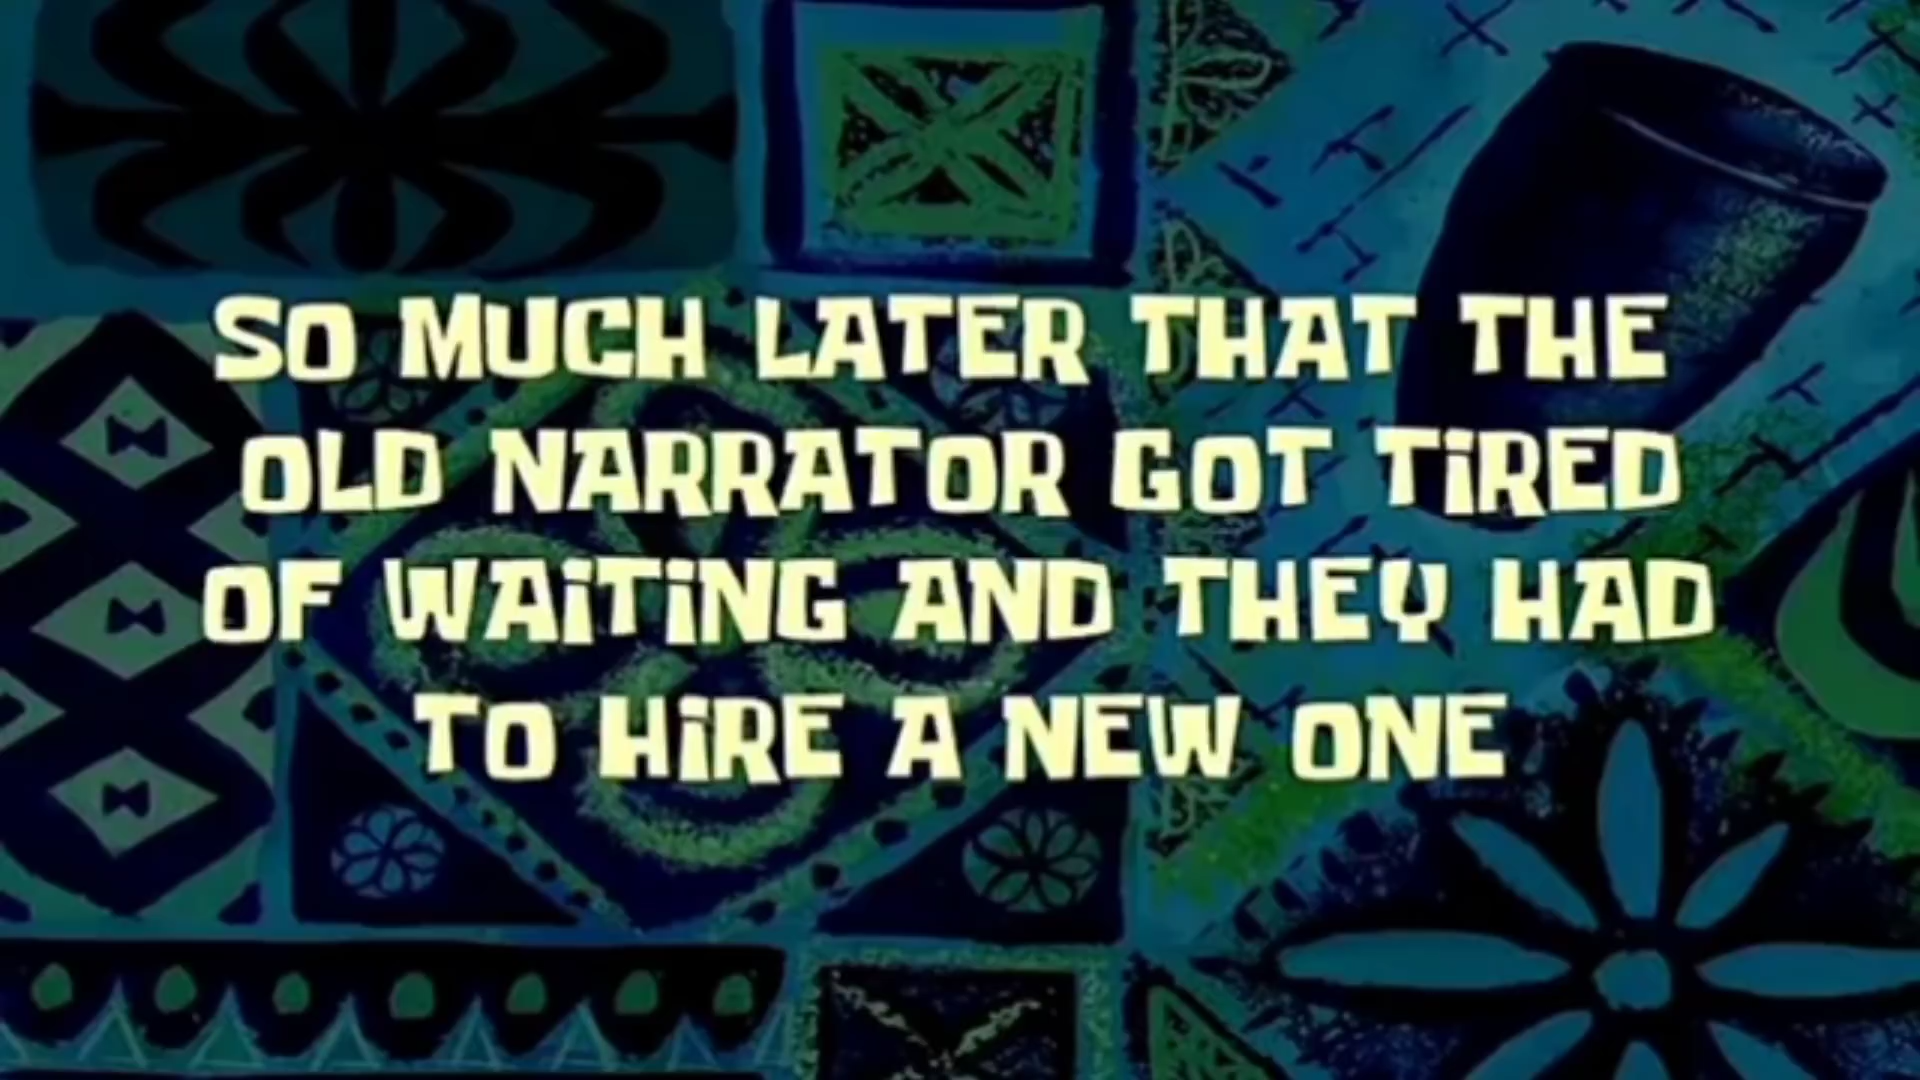 SO MUCH LATER THAT THE
OLD NARRATOR GOT TiRED
OF WAiTiNG AND THEY HAD
TO HiRE A NEW ONE